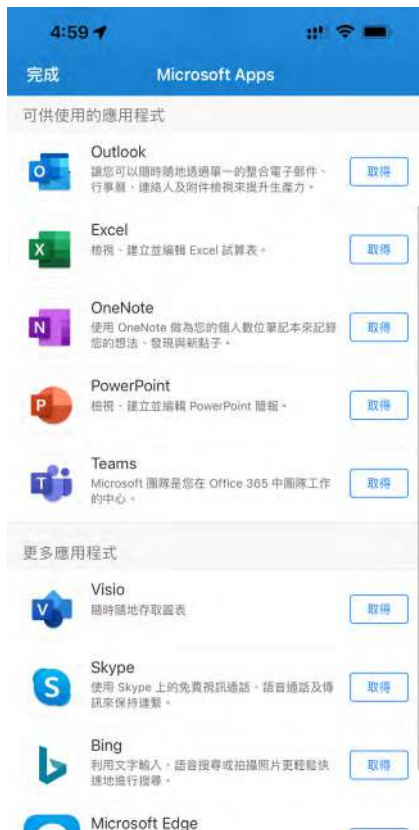 4:59
完成
Microsoft Apps
可供使用的應用程式
Outlook
讓您可以隨時隨地透過單一的整合電子郵件、
行事曆、連絡人及附件檢視來提升生產力。
取得
Excel
檢視、建立並編輯 Excel 試算表。
取得
OneNote
使用 OneNote 做為您的個人數位筆記本來記錄
您的想法、發現與新點子。
取得
PowerPoint
檢視、建立並編輯 PowerPoint 簡報。
取得
Teams
Microsoft 團隊是您在 Office 365 中團隊工作
的中心。
取得
更多應用程式
Visio
隨時隨地存取圖表
取得
Skype
使用 Skype 上的免費視訊通話、語音通話及傳
訊來保持連繫。
取得
Bing
利用文字輸入、語音搜尋或拍攝照片更輕鬆快
速地進行搜尋。
取得
Microsoft Edge